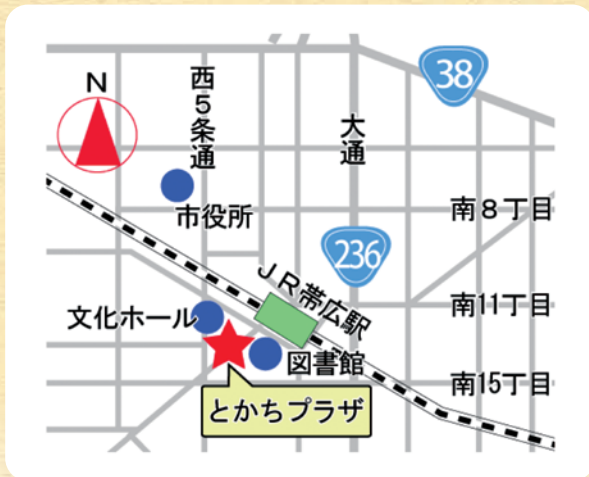 38
N
西5条通
大通
市役所
南8丁目
236
JR帯広駅
南11丁目
文化ホール
図書館
南15丁目
とかちプラザ